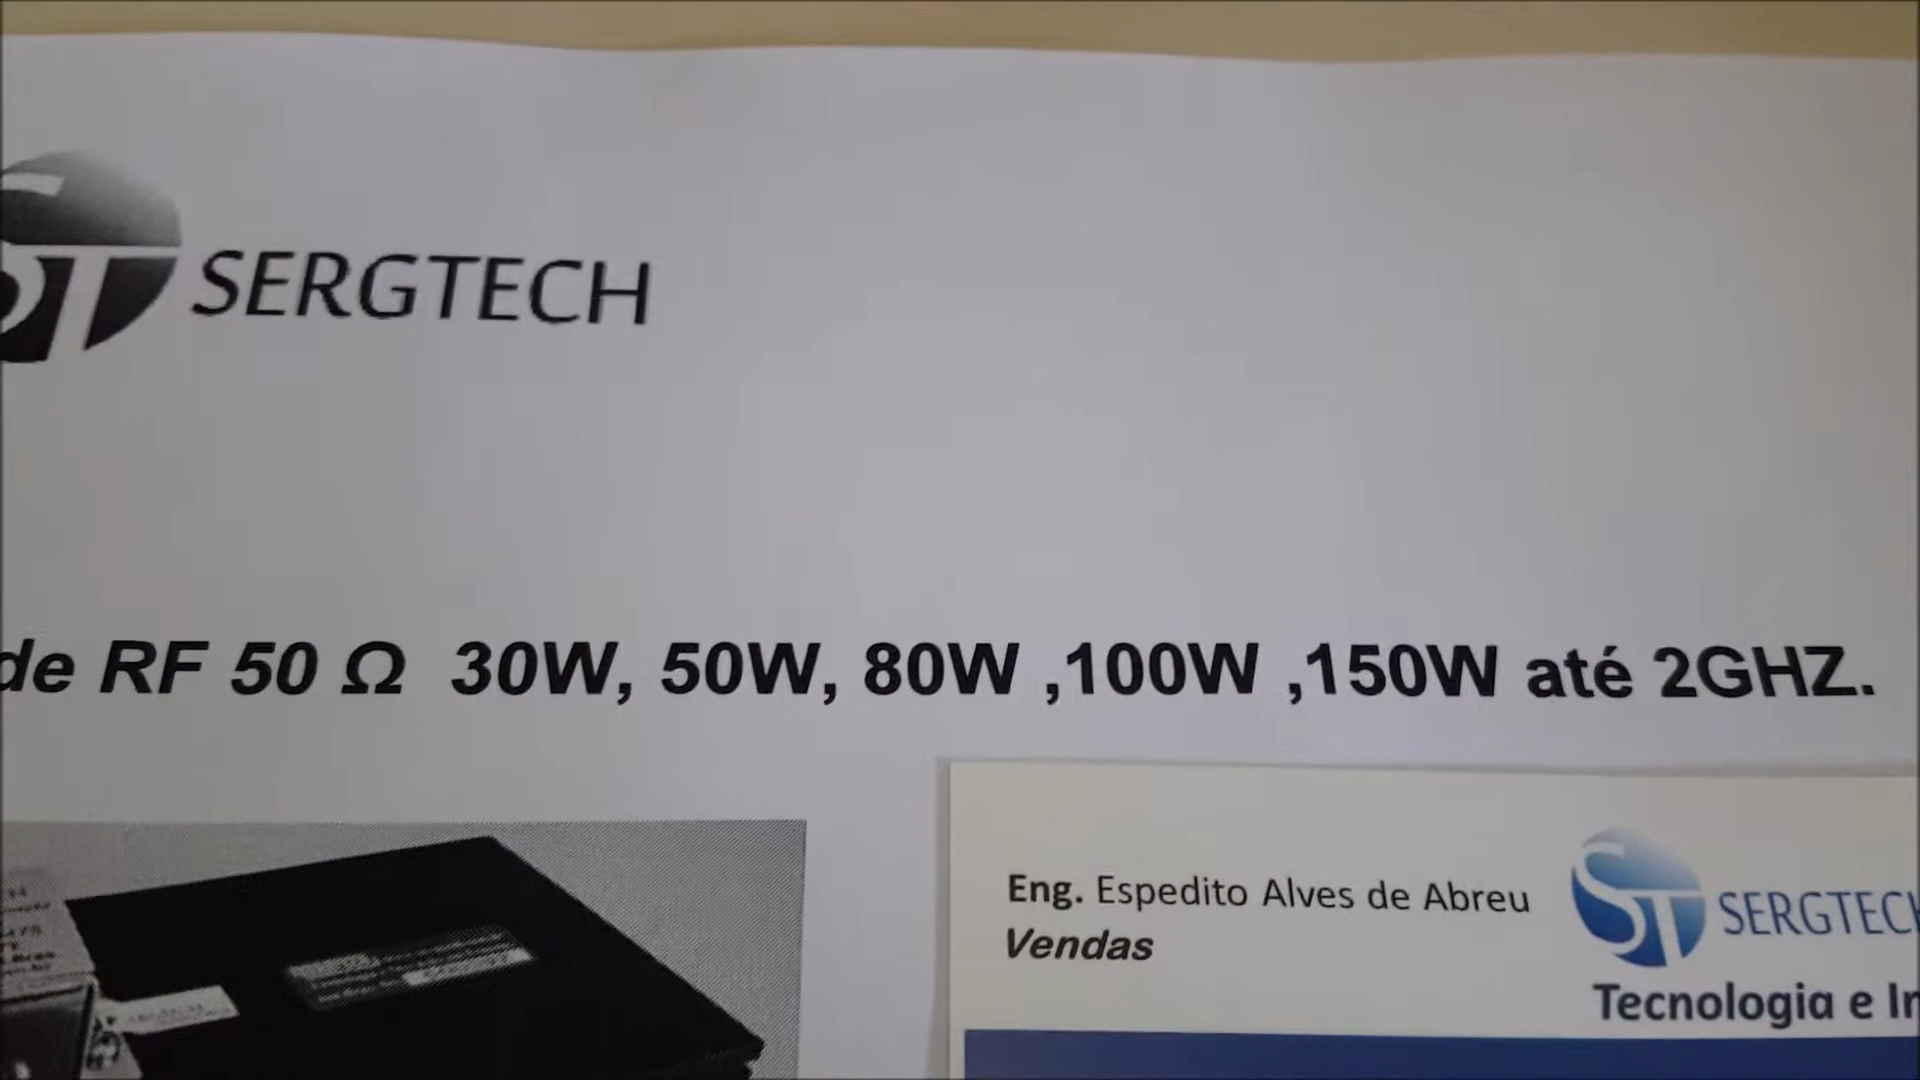 SERGTECH
de RF 50 Ω 30W, 50W, 80W ,100W ,150W até 2GHZ.
Eng. Espedito Alves de Abreu
Vendas
ST SERGTECH
Tecnologia e